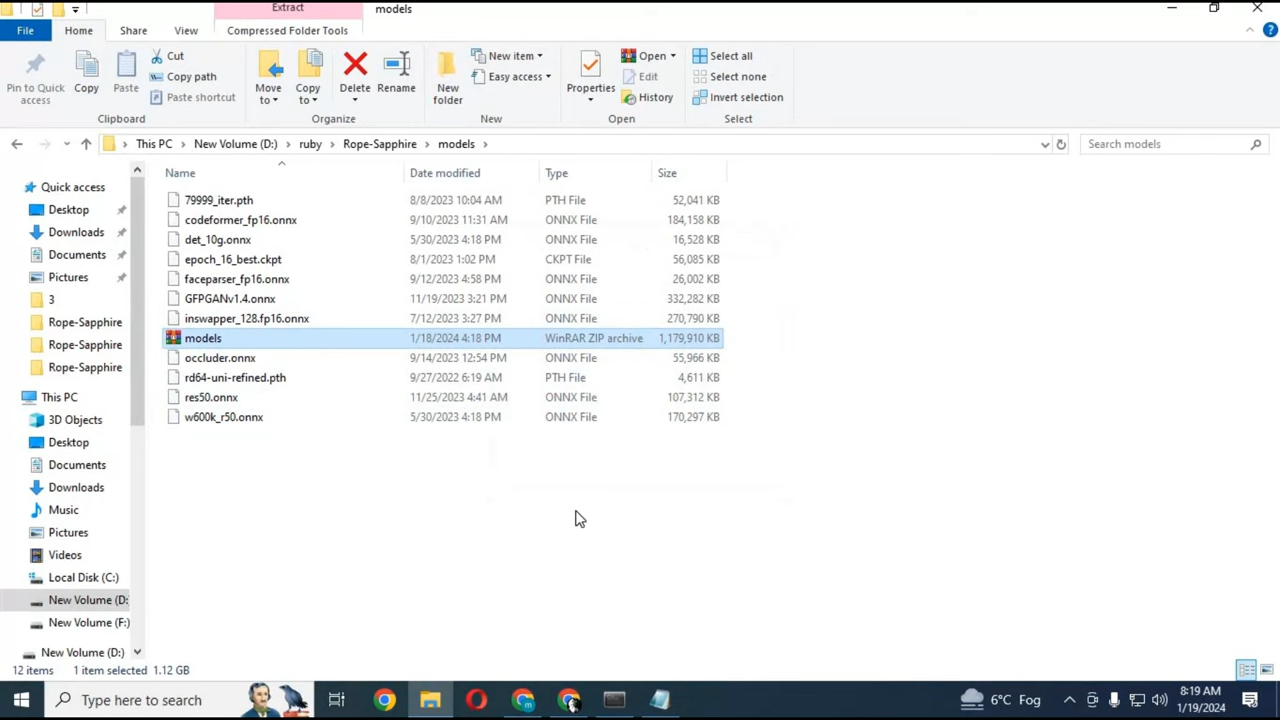 Extract
models
File
Home
Share
View
Compressed Folder Tools
Pin to Quick access
Copy
Paste
Cut
Copy path
Paste shortcut
Clipboard
Move to
Copy to
Delete
Rename
Organize
New folder
New item
Easy access
New
Properties
Open
Edit
History
Open
Select all
Select none
Invert selection
Select
This PC > New Volume (D:) > ruby > Rope-Sapphire > models >
Search models
Name Date modified Type Size
79999_iter.pth 8/8/2023 10:04 AM PTH File 52,041 KB
codeformer_fp16.onnx 9/10/2023 11:31 AM ONNX File 184,158 KB
det_10g.onnx 5/30/2023 4:18 PM ONNX File 16,528 KB
epoch_16_best.ckpt 8/1/2023 1:02 PM CKPT File 56,085 KB
faceparser_fp16.onnx 9/12/2023 4:58 PM ONNX File 26,002 KB
GFPGANv1.4.onnx 11/19/2023 3:21 PM ONNX File 332,282 KB
inswapper_128.fp16.onnx 7/12/2023 3:27 PM ONNX File 270,790 KB
models 1/18/2024 4:18 PM WinRAR ZIP archive 1,179,910 KB
occluder.onnx 9/14/2023 12:54 PM ONNX File 55,966 KB
rd64-uni-refined.pth 9/27/2022 6:19 AM PTH File 4,611 KB
res50.onnx 11/25/2023 4:41 AM ONNX File 107,312 KB
w600k_r50.onnx 5/30/2023 4:18 PM ONNX File 170,297 KB
Quick access
Desktop
Downloads
Documents
Pictures
3
Rope-Sapphire
Rope-Sapphire
Rope-Sapphire
This PC
3D Objects
Desktop
Documents
Downloads
Music
Pictures
Videos
Local Disk (C:)
New Volume (D:
New Volume (F:)
New Volume (D:)
12 items 1 item selected 1.12 GB
Type here to search
6°C Fog
8:19 AM
1/19/2024